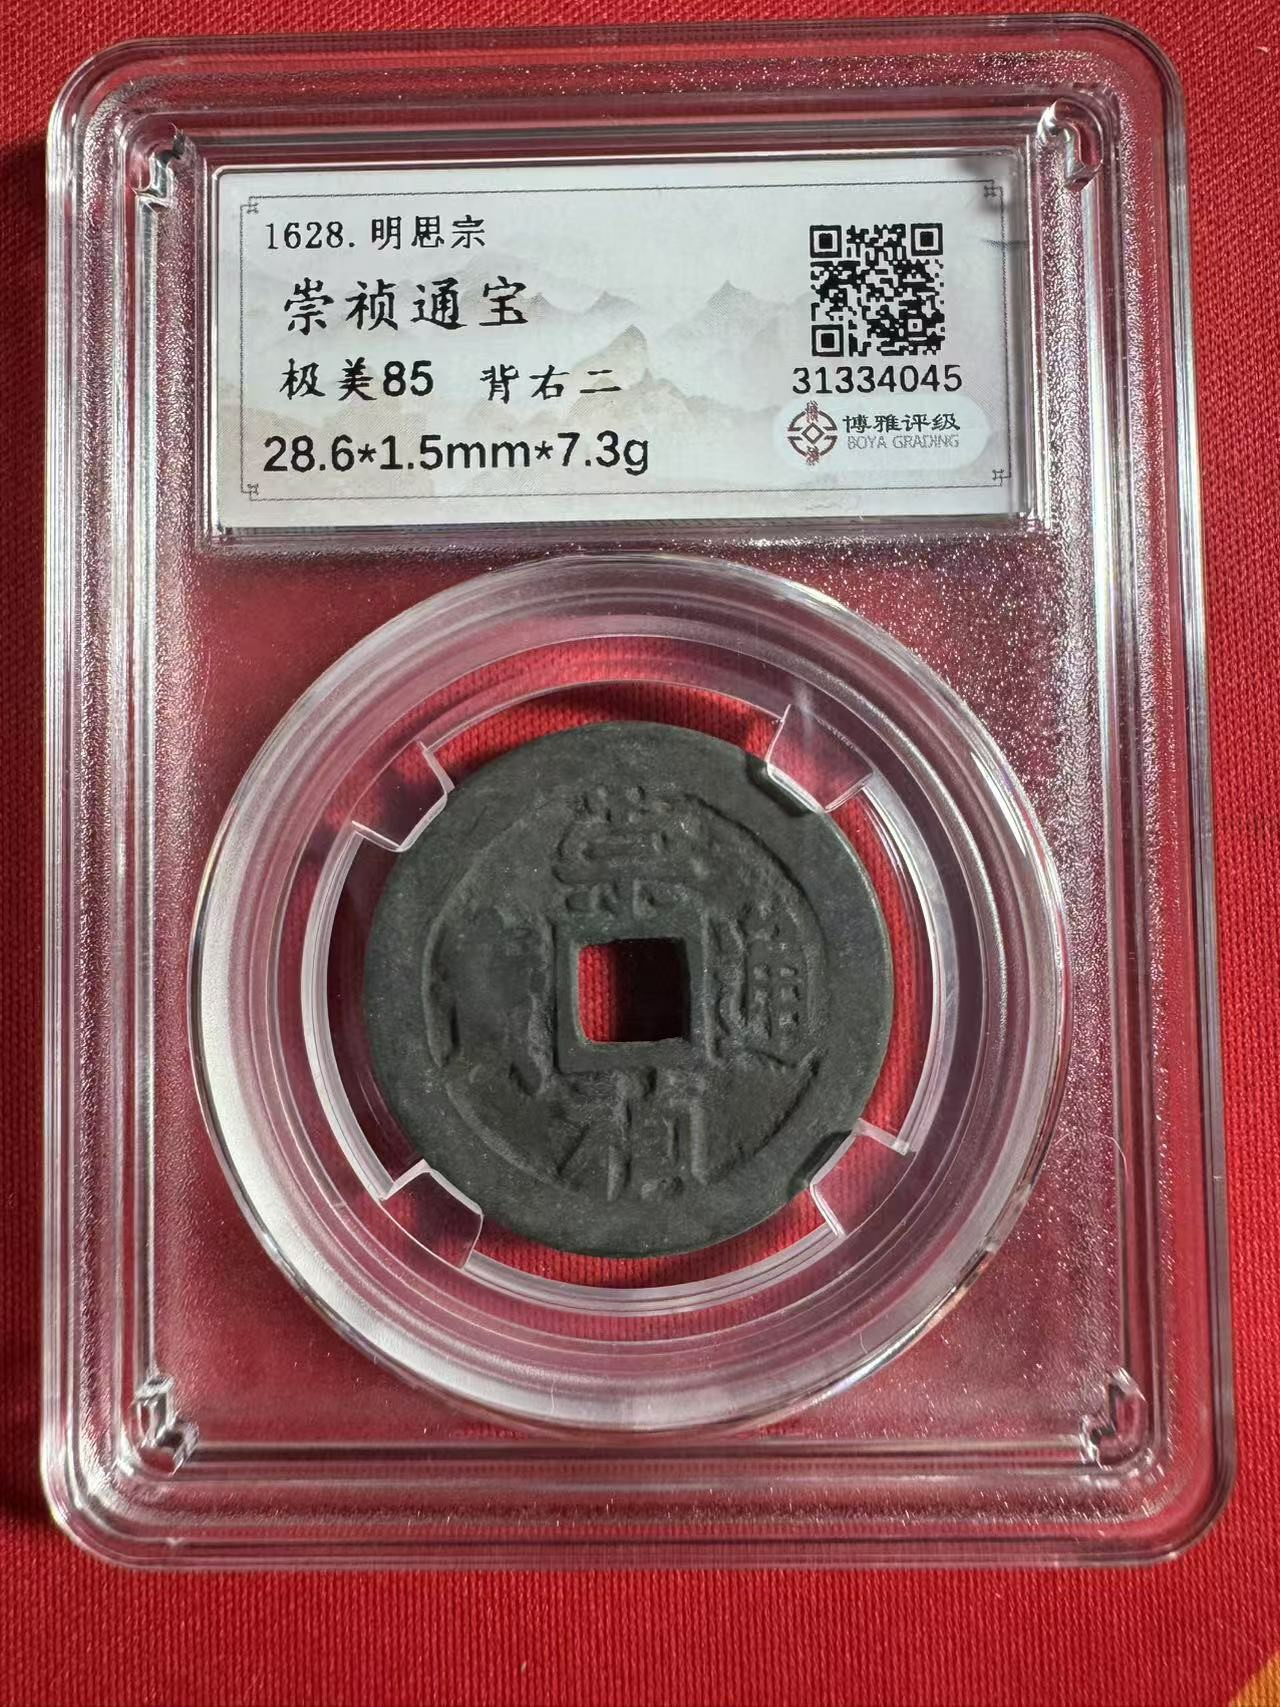 1628.明思宗
崇祯通宝
极美85 背右二
28.6*1.5mm*7.3g
31334045
博雅评级
BOYA GRADING
崇
通
祯